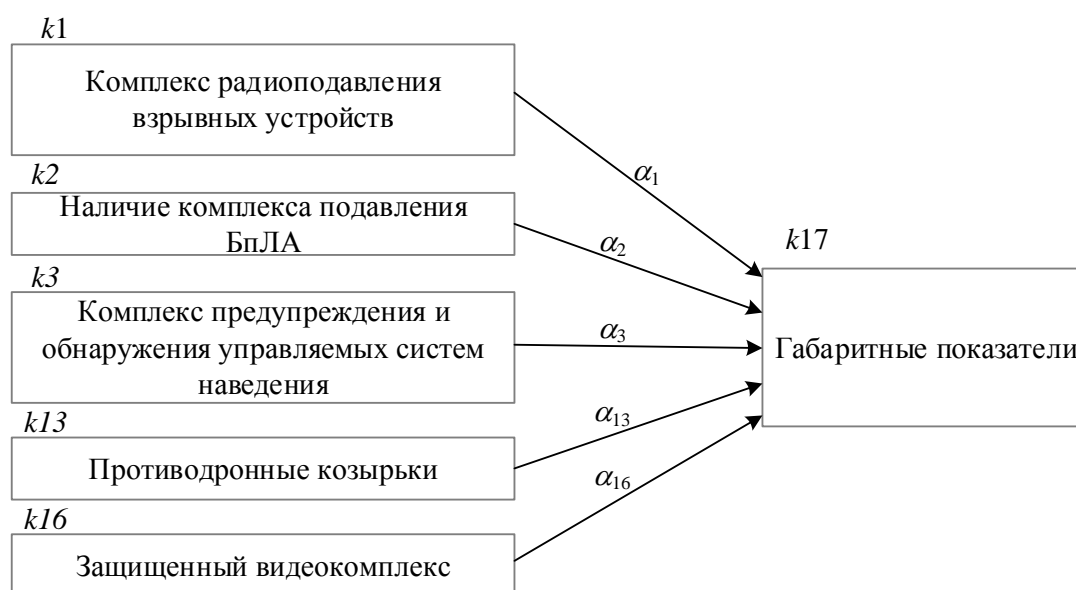 k1
Комплекс радиоподавления
взрывных устройств
α1
k2
Наличие комплекса подавления
БпЛА
α2
k17
k3
Комплекс предупреждения и
обнаружения управляемых систем
наведения
α3
Габаритные показатели
k13
Противодронные козырьки
α13
k16
Защищенный видеокомплекс
α16